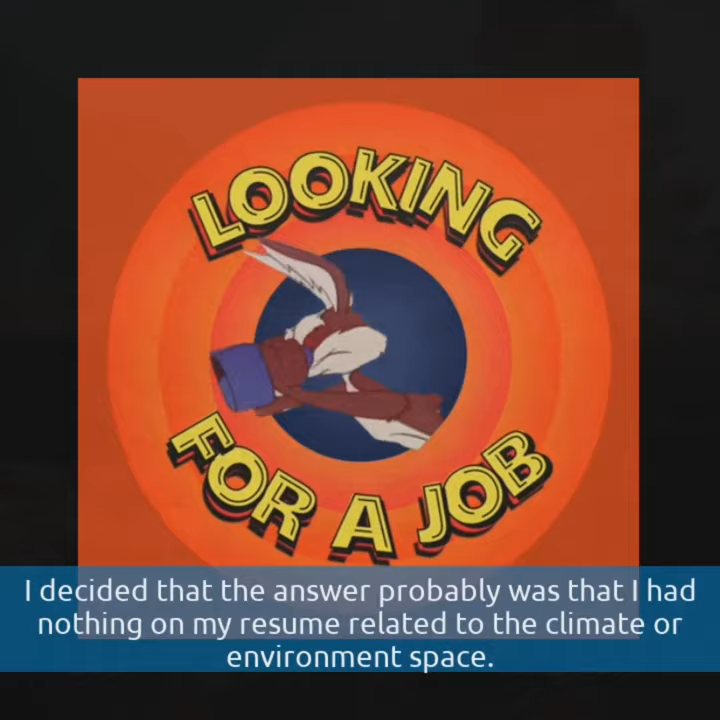 LOOKING
FOR A JOB
I decided that the answer probably was that I had
nothing on my resume related to the climate or
environment space.